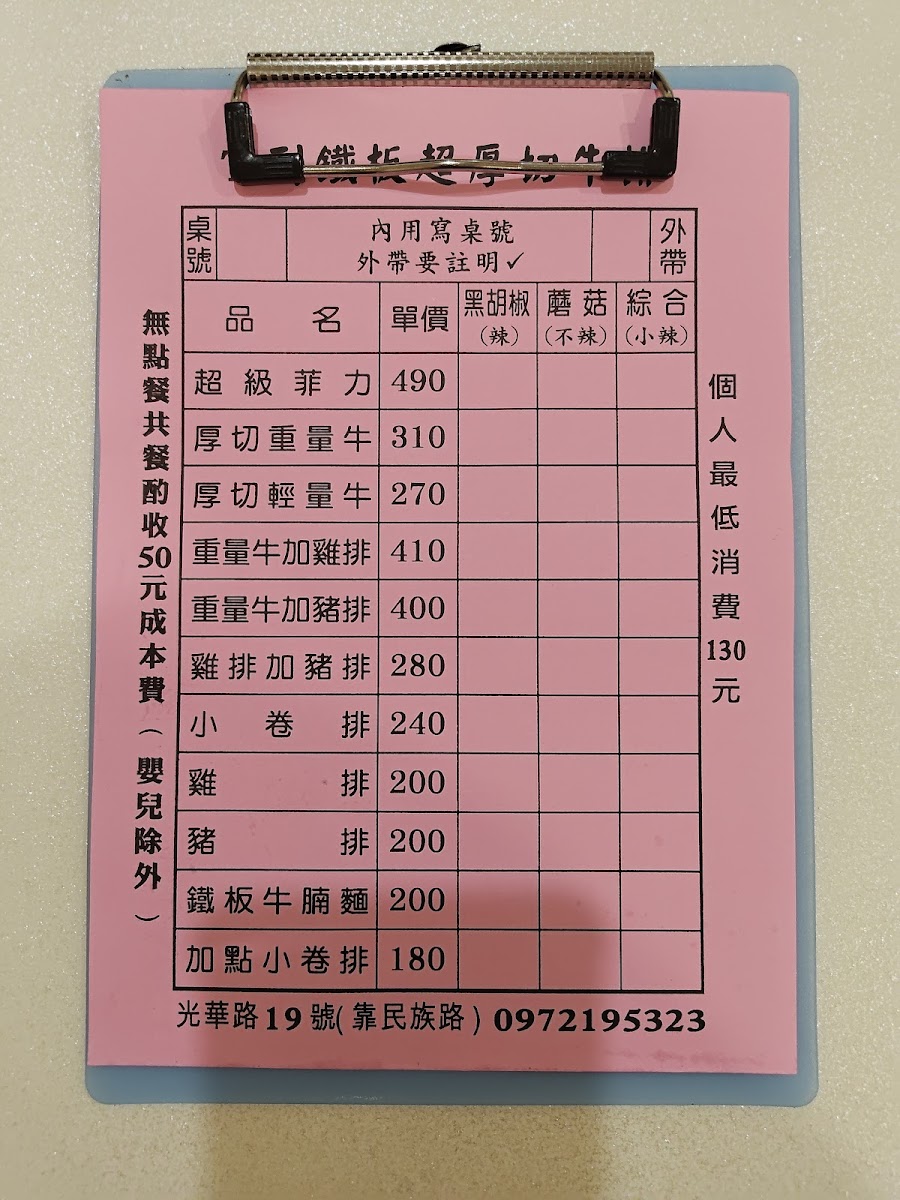 鐵板超厚切牛排
桌號 內用寫桌號 外帶
外帶要註明✓
品名 單價 黑胡椒(辣) 蘑菇(不辣) 綜合(小辣)
超級菲力 490
厚切重量牛 310
厚切輕量牛 270
重量牛加雞排 410
重量牛加豬排 400
雞排加豬排 280
小卷排 240
雞排 200
豬排 200
鐵板牛腩麵 200
加點小卷排 180
光華路19號(靠民族路) 0972195323
無點餐共餐酌收50元成本費(嬰兒除外)
個人最低消費130元